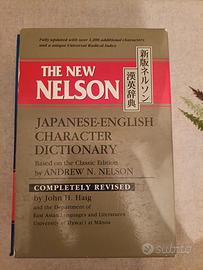 Fully updated with over 1,200 additional characters
and a unique Universal Radical Index
THE NEW
NELSON
新版ネルソン
漢英辞典
JAPANESE-ENGLISH
CHARACTER
DICTIONARY
Based on the Classic Edition
by ANDREW N. NELSON
COMPLETELY REVISED
by John H. Haig
and the Department of
East Asian Languages and Literatures
University of Hawai'i at Mānoa
subito